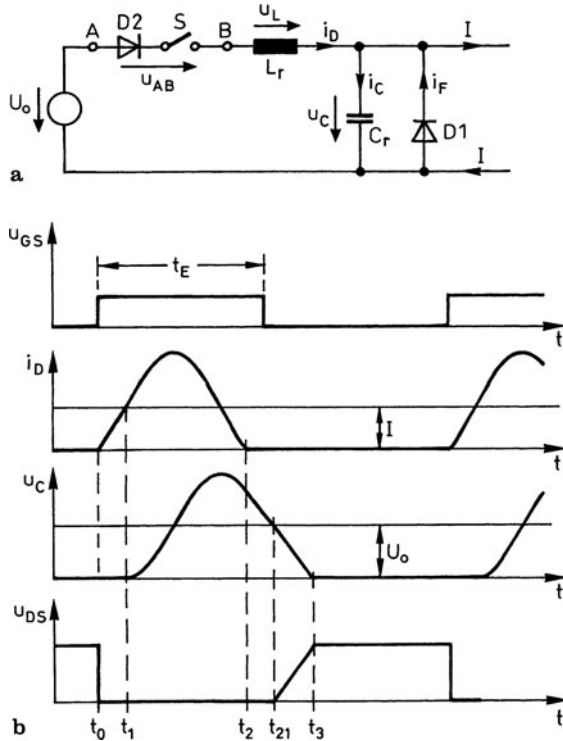 A D2 S B u_L i_D I
u_AB L_r
U_o i_C i_F
u_C C_r D1
I
a
u_GS
t_E
t
i_D
I
t
u_C
U_o
t
u_DS
t_0 t_1 t_2 t_21 t_3 t
b